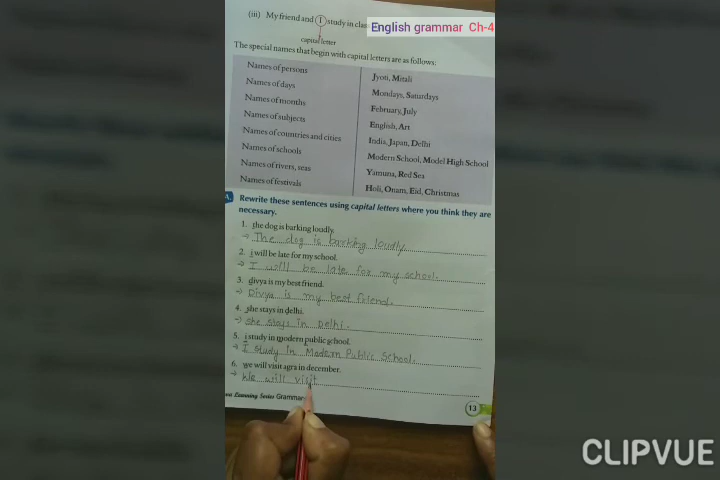 (iii) My friend and I study in clas
English grammar Ch-4
capital letter
The special names that begin with capital letters are as follows:
Names of persons Jyoti, Mitali
Names of days Mondays, Saturdays
Names of months February, July
Names of subjects English, Art
Names of countries and cities India, Japan, Delhi
Names of schools Modern School, Model High School
Names of rivers, seas Yamuna, Red Sea
Names of festivals Holi, Onam, Eid, Christmas
A. Rewrite these sentences using capital letters where you think they are
necessary.
1. the dog is barking loudly.
→ The dog is barking loudly.
2. i will be late for my school.
→ I will be late for my school.
3. divya is my best friend.
→ Divya is my best friend.
4. she stays in delhi.
→ She stays in Delhi.
5. i study in modern public school.
→ I study in Modern Public School.
6. we will visit agra in december.
→ We will visit
Learning Series Grammar
13
CLIPVUE